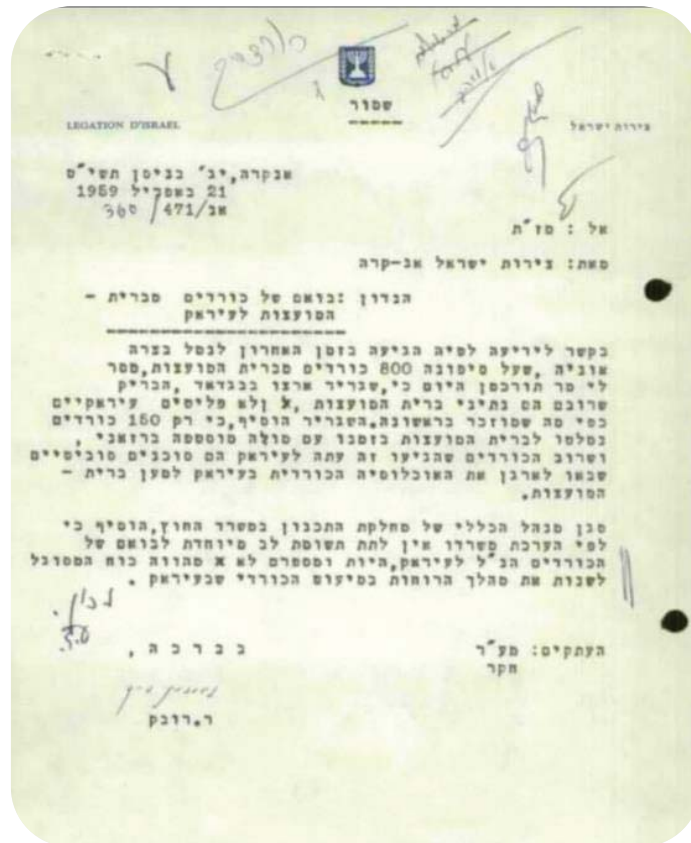 שמור
LEGATION D'ISRAEL
צירות ישראל
אנקרה, יג' בניסן תשי"ט
21 באפריל 1959
אנ/471/ 360
אל : מז"ת
מאת: צירות ישראל אנ-קרה
הנדון :בואם של כורדים מברית -
המועצות לעיראק
בקשר לידיעה לפיה הגיעה בזמן האחרון לנמל בצרה
אוניה ,שעל סיפונה 800 כורדים מברית המועצות,מסר
לי מר תורכמן היום כי,שגריר ארצו בבגדאד ,הבריק
שרובם הם נתיני ברית המועצות ,x ולא פליטים עיראקיים
כפי מה שמוזכר בראשונה.השגריר הוסיף,כי רק 150 כורדים
נמלטו לברית המועצות בזמנו עם מולה מוסטפה ברזאני ,
ושרוב הכורדים שהגיעו זה עתה לעיראק הם סוכנים סובייטיים
שבאו לארגן את האוכלוסיה הכורדית בעיראק למען ברית -
המועצות.
סגן מנהל הכללי של מחלקת התכנון במשרד החוץ,הוסיף כי
לפי הערכת משרדו אין לתת תשומת לב מיוחדת לבואם של
הכורדים הנ"ל לעיראק,היות ומספרם לא x מהווה כוח המסוגל
לשנות את מהלך הרוחות במיעוט הכורדי שבעיראק .
העתקים: מע"ר
חקר
ב ב ר כ ה ,
ר.רובק